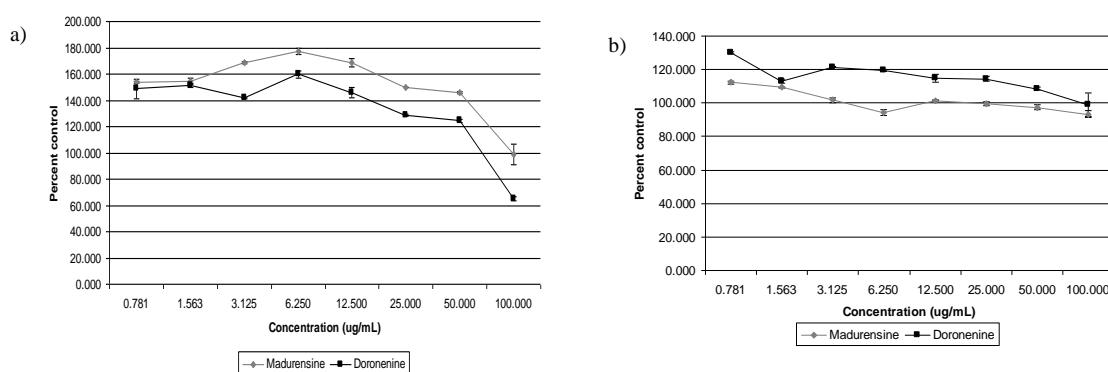 a)
200.000
180.000
160.000
140.000
120.000
100.000
80.000
60.000
40.000
20.000
0.000
Percent control
0.781 1.563 3.125 6.250 12.500 25.000 50.000 100.000
Concentration (ug/mL)
Madurensine Doronenine
b)
140.000
120.000
100.000
80.000
60.000
40.000
20.000
0.000
Percent control
0.781 1.563 3.125 6.250 12.500 25.000 50.000 100.000
Concentration (ug/mL)
Madurensine Doronenine